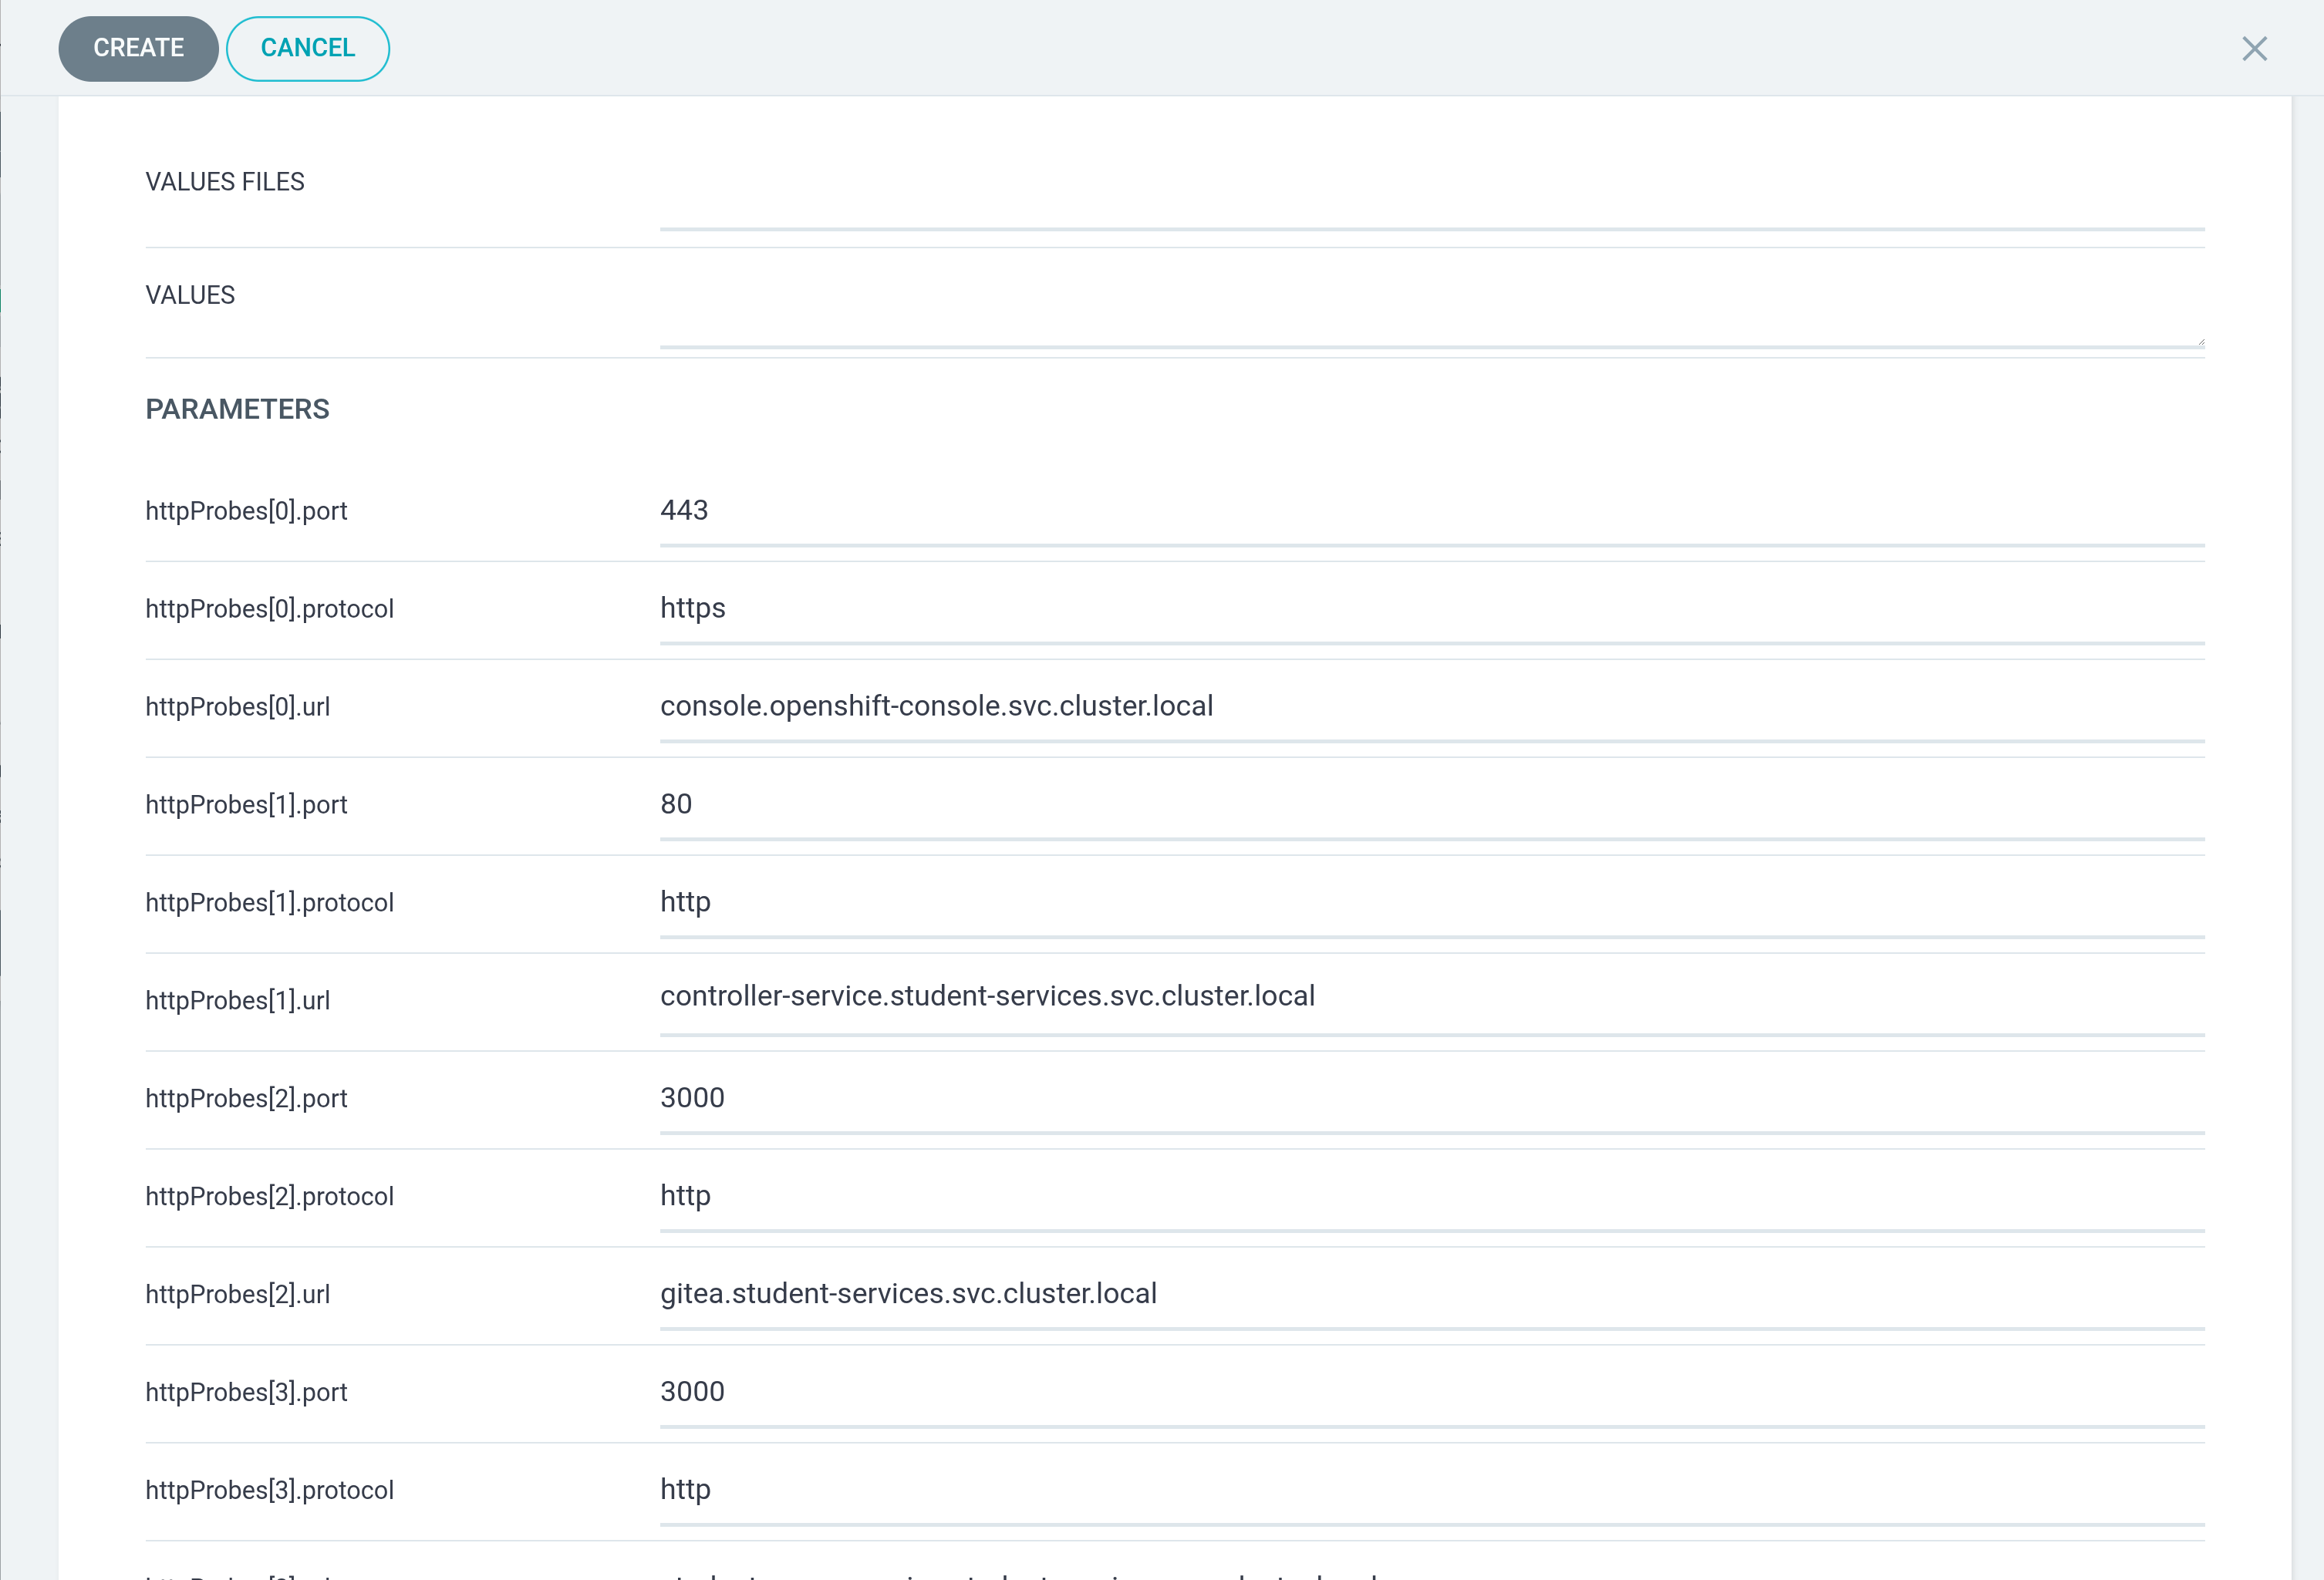 CREATE CANCEL
VALUES FILES
VALUES
PARAMETERS
httpProbes[0].port 443
httpProbes[0].protocol https
httpProbes[0].url console.openshift-console.svc.cluster.local
httpProbes[1].port 80
httpProbes[1].protocol http
httpProbes[1].url controller-service.student-services.svc.cluster.local
httpProbes[2].port 3000
httpProbes[2].protocol http
httpProbes[2].url gitea.student-services.svc.cluster.local
httpProbes[3].port 3000
httpProbes[3].protocol http